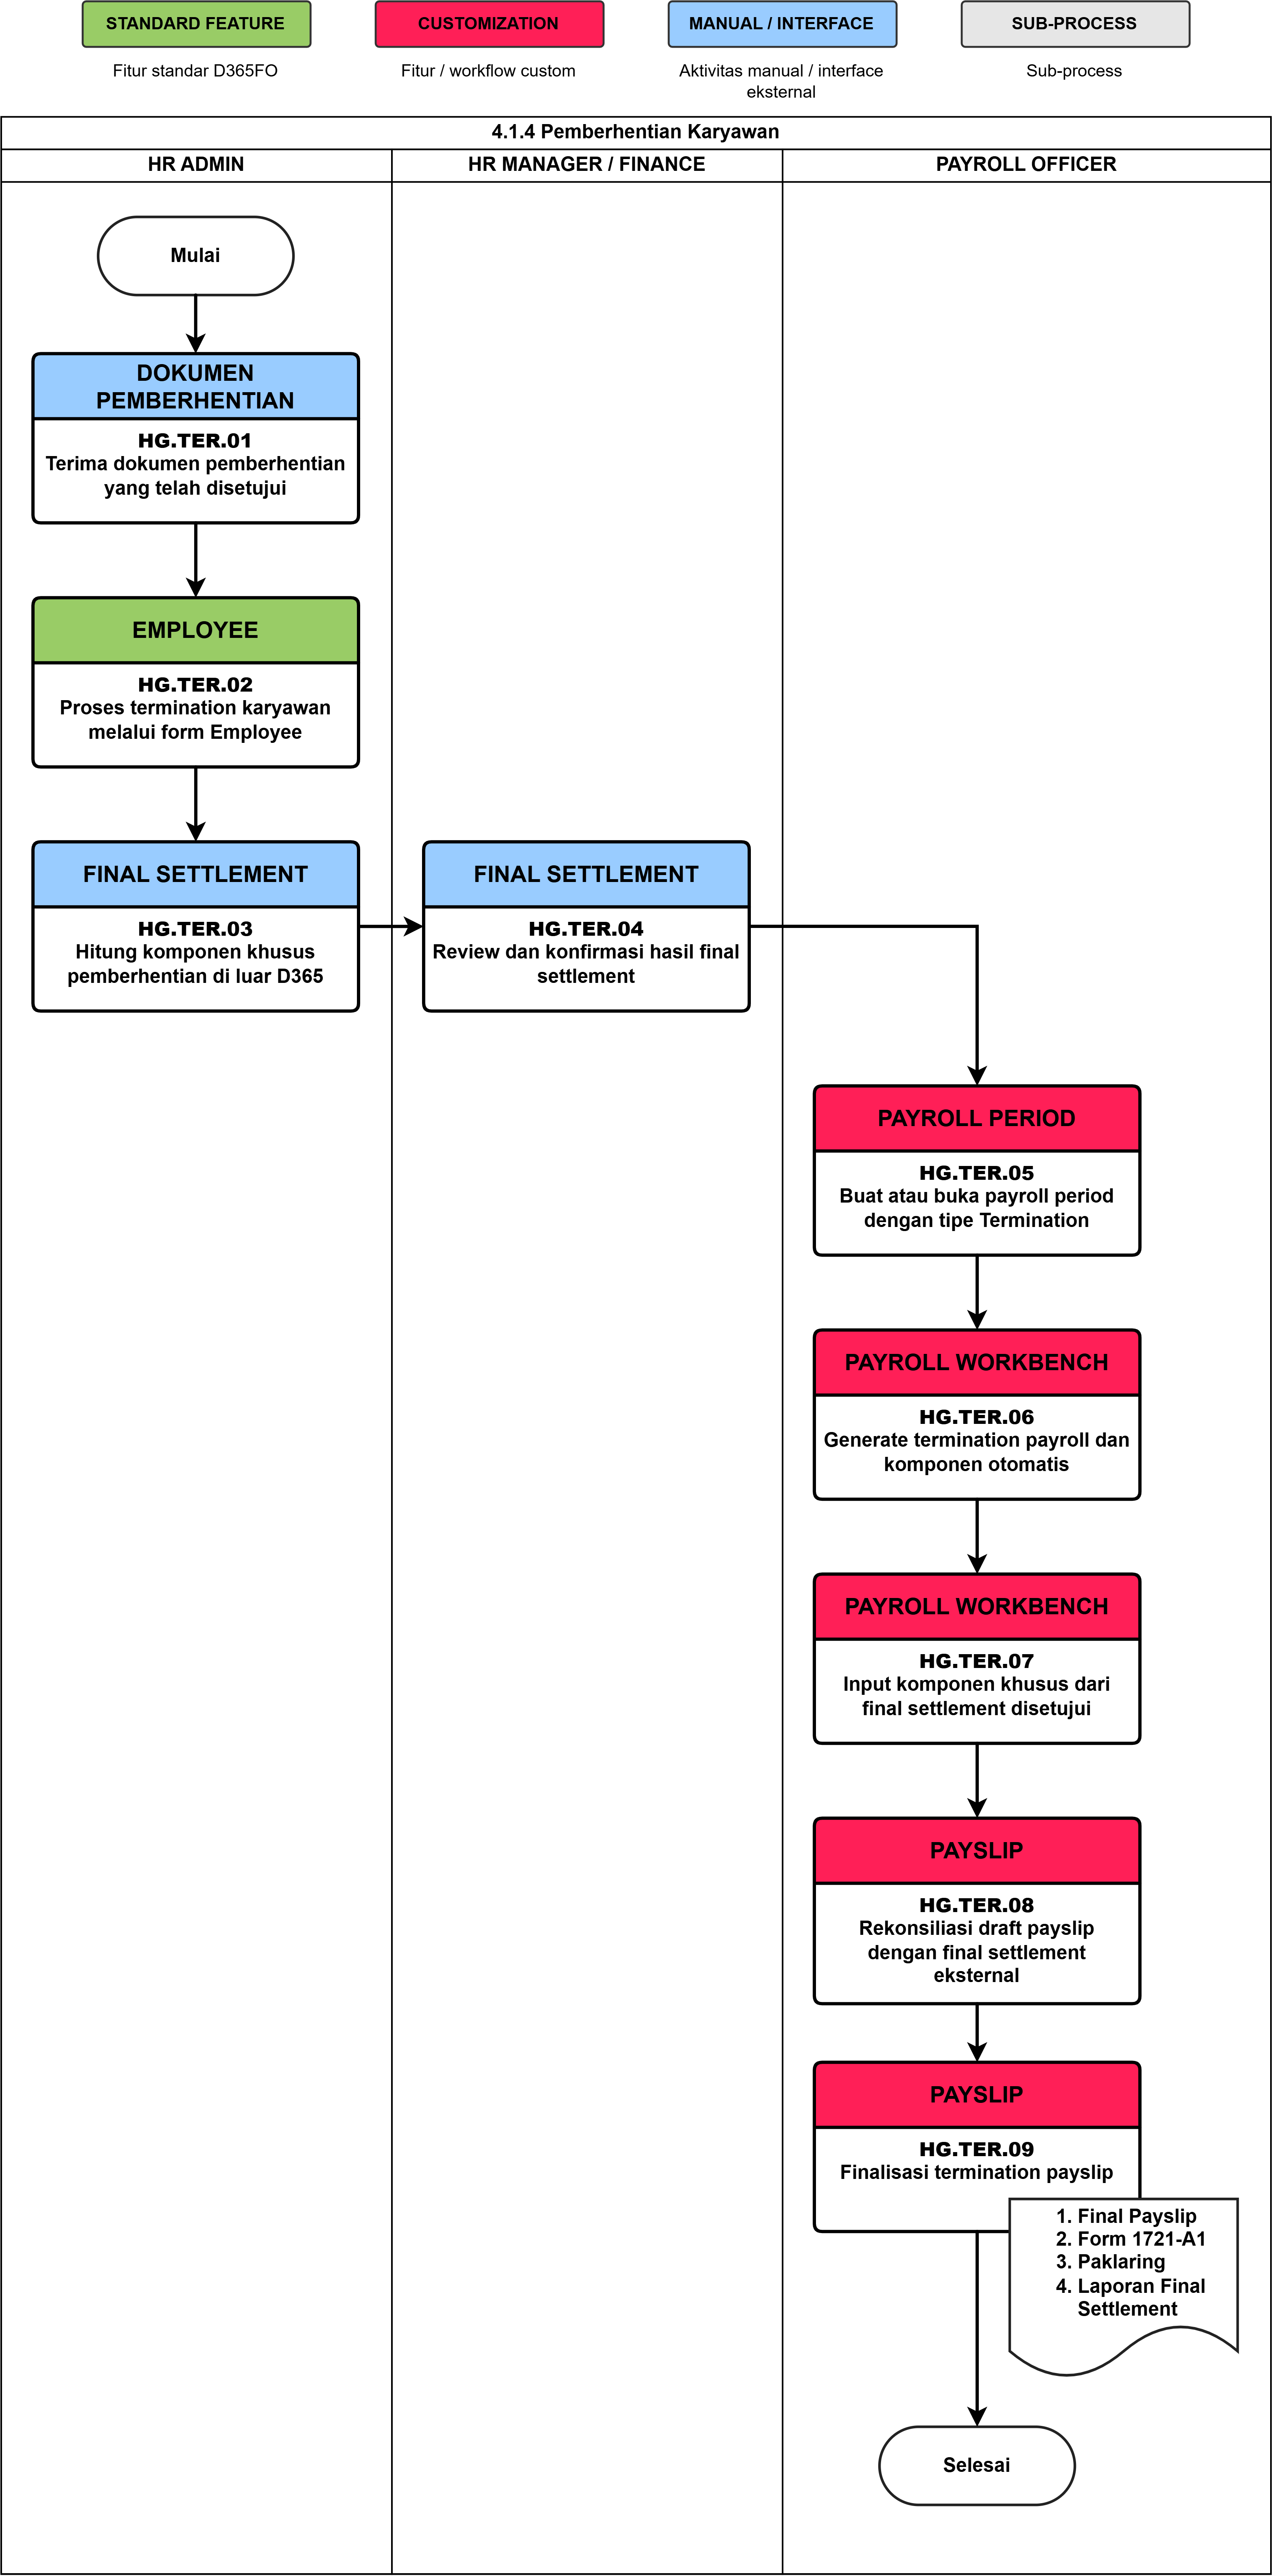 STANDARD FEATURE
CUSTOMIZATION
MANUAL / INTERFACE
SUB-PROCESS
Fitur standar D365FO
Fitur / workflow custom
Aktivitas manual / interface
eksternal
Sub-process
4.1.4 Pemberhentian Karyawan
HR ADMIN
HR MANAGER / FINANCE
PAYROLL OFFICER
Mulai
DOKUMEN
PEMBERHENTIAN
HG.TER.01
Terima dokumen pemberhentian
yang telah disetujui
EMPLOYEE
HG.TER.02
Proses termination karyawan
melalui form Employee
FINAL SETTLEMENT
HG.TER.03
Hitung komponen khusus
pemberhentian di luar D365
FINAL SETTLEMENT
HG.TER.04
Review dan konfirmasi hasil final
settlement
PAYROLL PERIOD
HG.TER.05
Buat atau buka payroll period
dengan tipe Termination
PAYROLL WORKBENCH
HG.TER.06
Generate termination payroll dan
komponen otomatis
PAYROLL WORKBENCH
HG.TER.07
Input komponen khusus dari
final settlement disetujui
PAYSLIP
HG.TER.08
Rekonsiliasi draft payslip
dengan final settlement
eksternal
PAYSLIP
HG.TER.09
Finalisasi termination payslip
1. Final Payslip
2. Form 1721-A1
3. Paklaring
4. Laporan Final
Settlement
Selesai